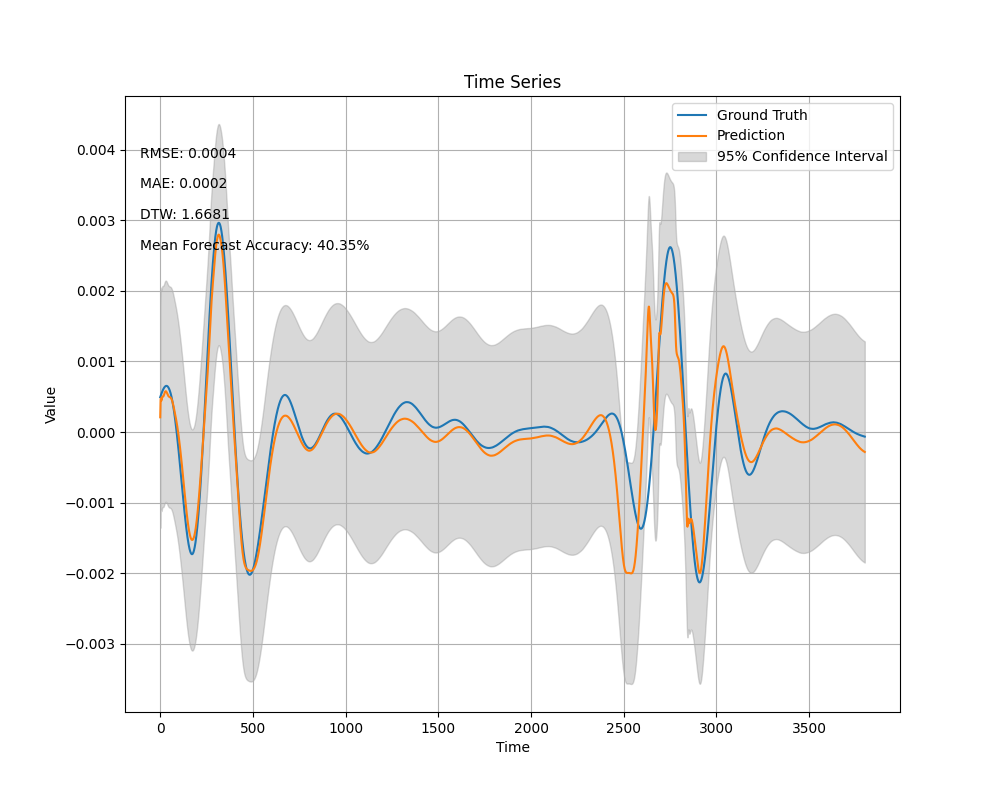 Time Series
Ground Truth
Prediction
95% Confidence Interval
RMSE: 0.0004
MAE: 0.0002
DTW: 1.6681
Mean Forecast Accuracy: 40.35%
0.004
0.003
0.002
0.001
0.000
−0.001
−0.002
−0.003
Value
0 500 1000 1500 2000 2500 3000 3500
Time